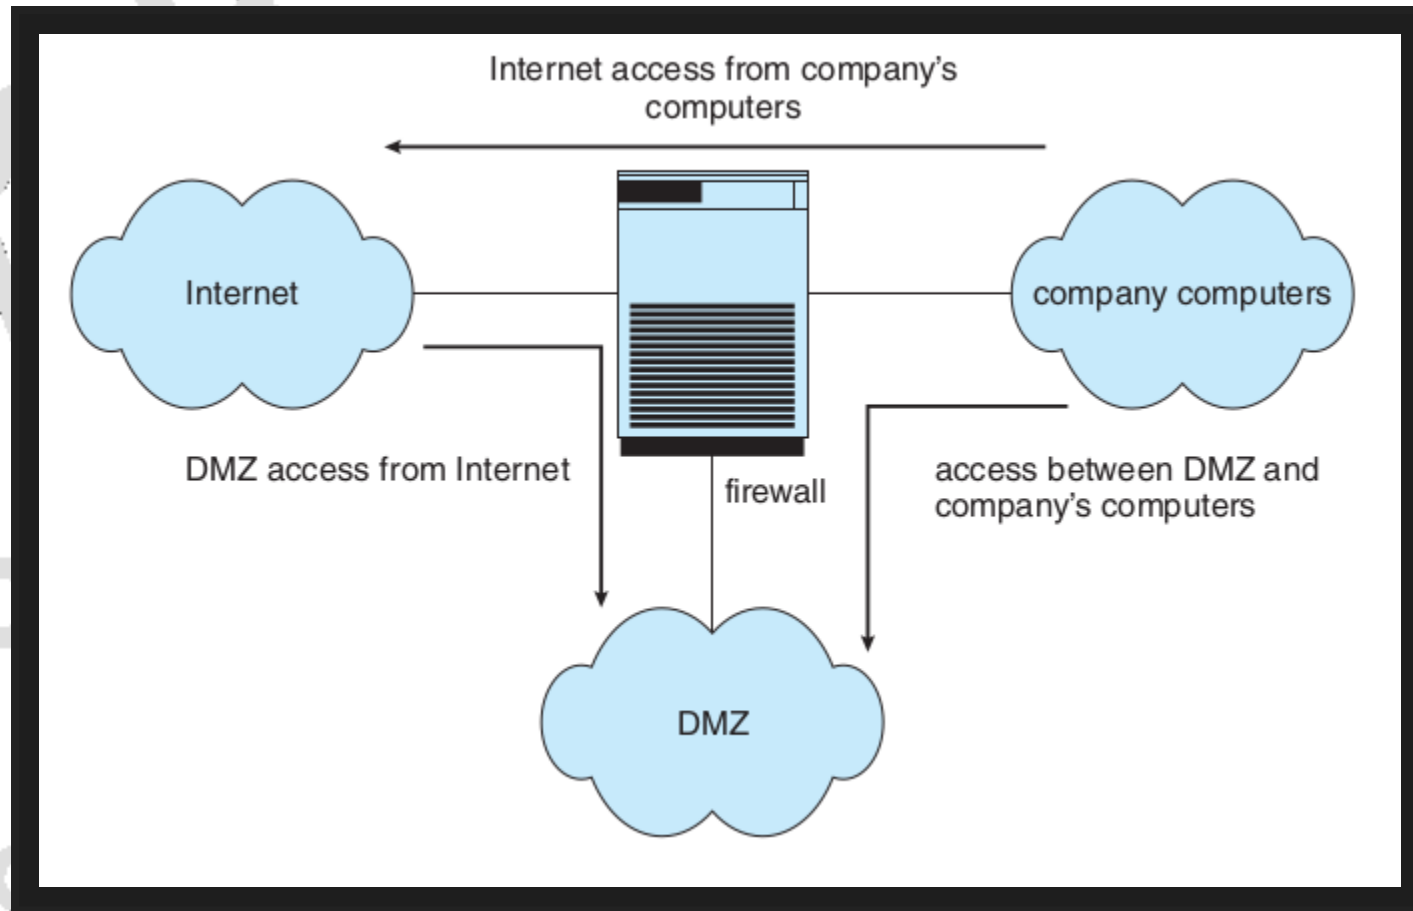 Internet access from company's
computers
Internet
company computers
DMZ access from Internet
firewall
access between DMZ and
company's computers
DMZ